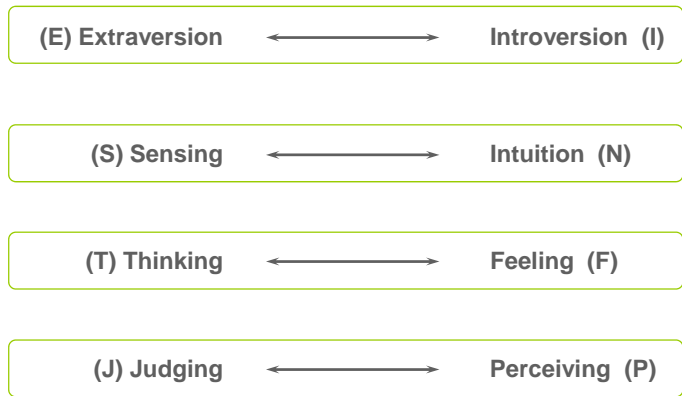 (E) Extraversion Introversion (I)
(S) Sensing Intuition (N)
(T) Thinking Feeling (F)
(J) Judging Perceiving (P)